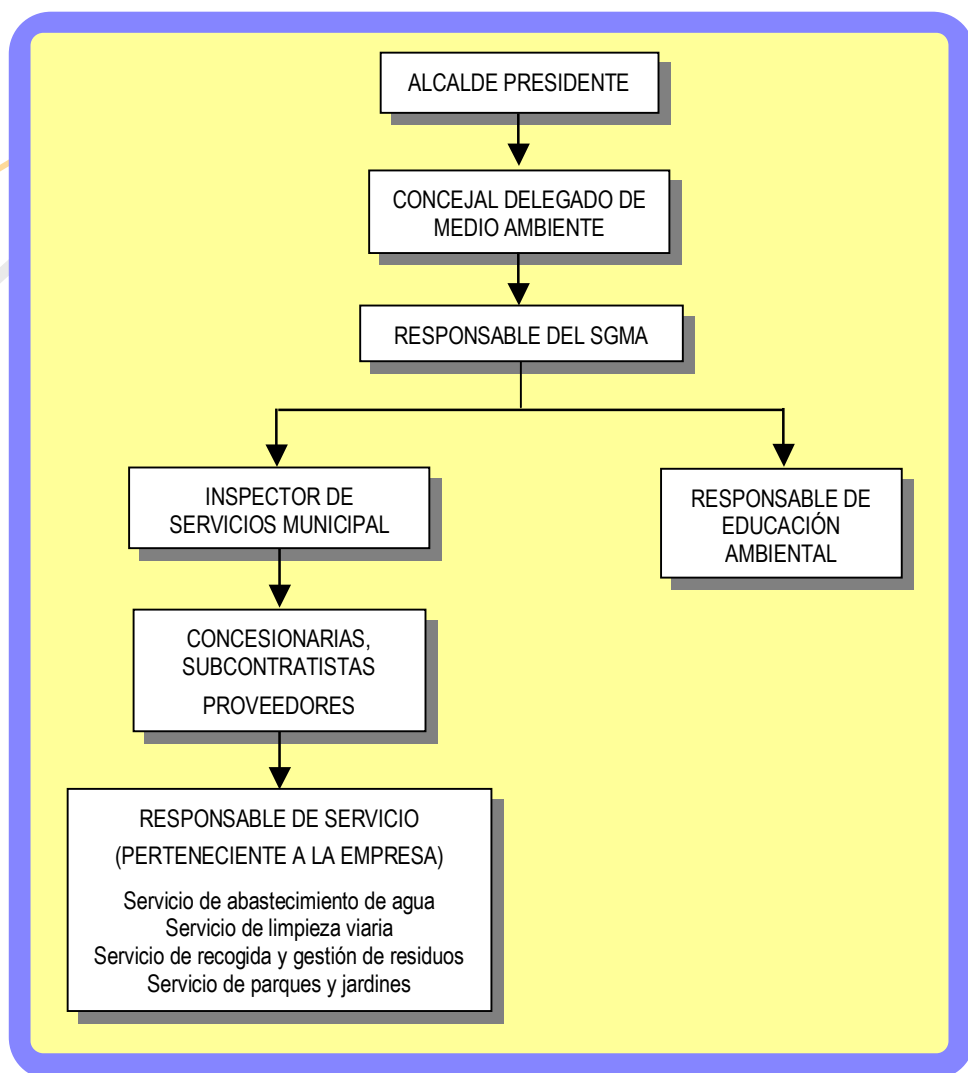 ALCALDE PRESIDENTE
CONCEJAL DELEGADO DE
MEDIO AMBIENTE
RESPONSABLE DEL SGMA
INSPECTOR DE
SERVICIOS MUNICIPAL
RESPONSABLE DE
EDUCACIÓN
AMBIENTAL
CONCESIONARIAS,
SUBCONTRATISTAS
PROVEEDORES
RESPONSABLE DE SERVICIO
(PERTENECIENTE A LA EMPRESA)
Servicio de abastecimiento de agua
Servicio de limpieza viaria
Servicio de recogida y gestión de residuos
Servicio de parques y jardines